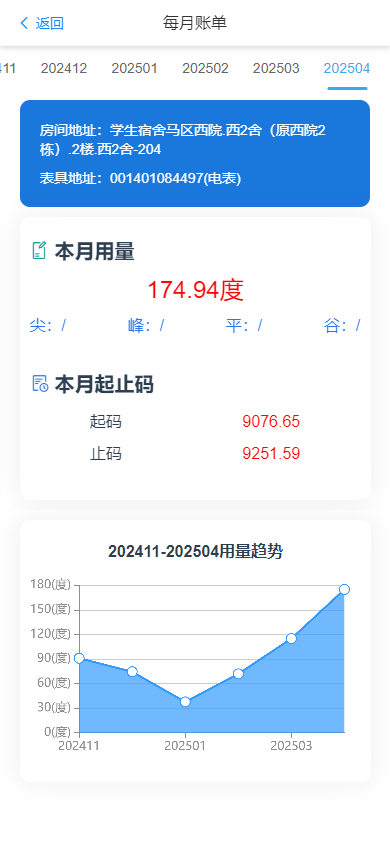 返回
每月账单
411 202412 202501 202502 202503 202504
房间地址：学生宿舍马区西院.西2舍（原西院2
栋）.2楼.西2舍-204
表具地址：001401084497(电表)
本月用量
174.94度
尖：/ 峰：/ 平：/ 谷：/
本月起止码
起码 9076.65
止码 9251.59
202411-202504用量趋势
180(度)
150(度)
120(度)
90(度)
60(度)
30(度)
0(度)
202411 202501 202503